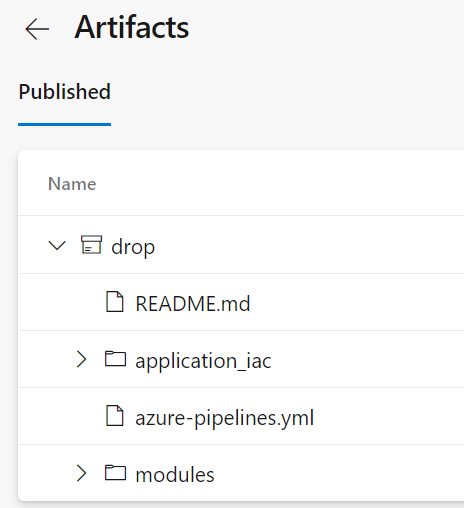 Artifacts
Published
Name
drop
README.md
application_iac
azure-pipelines.yml
modules